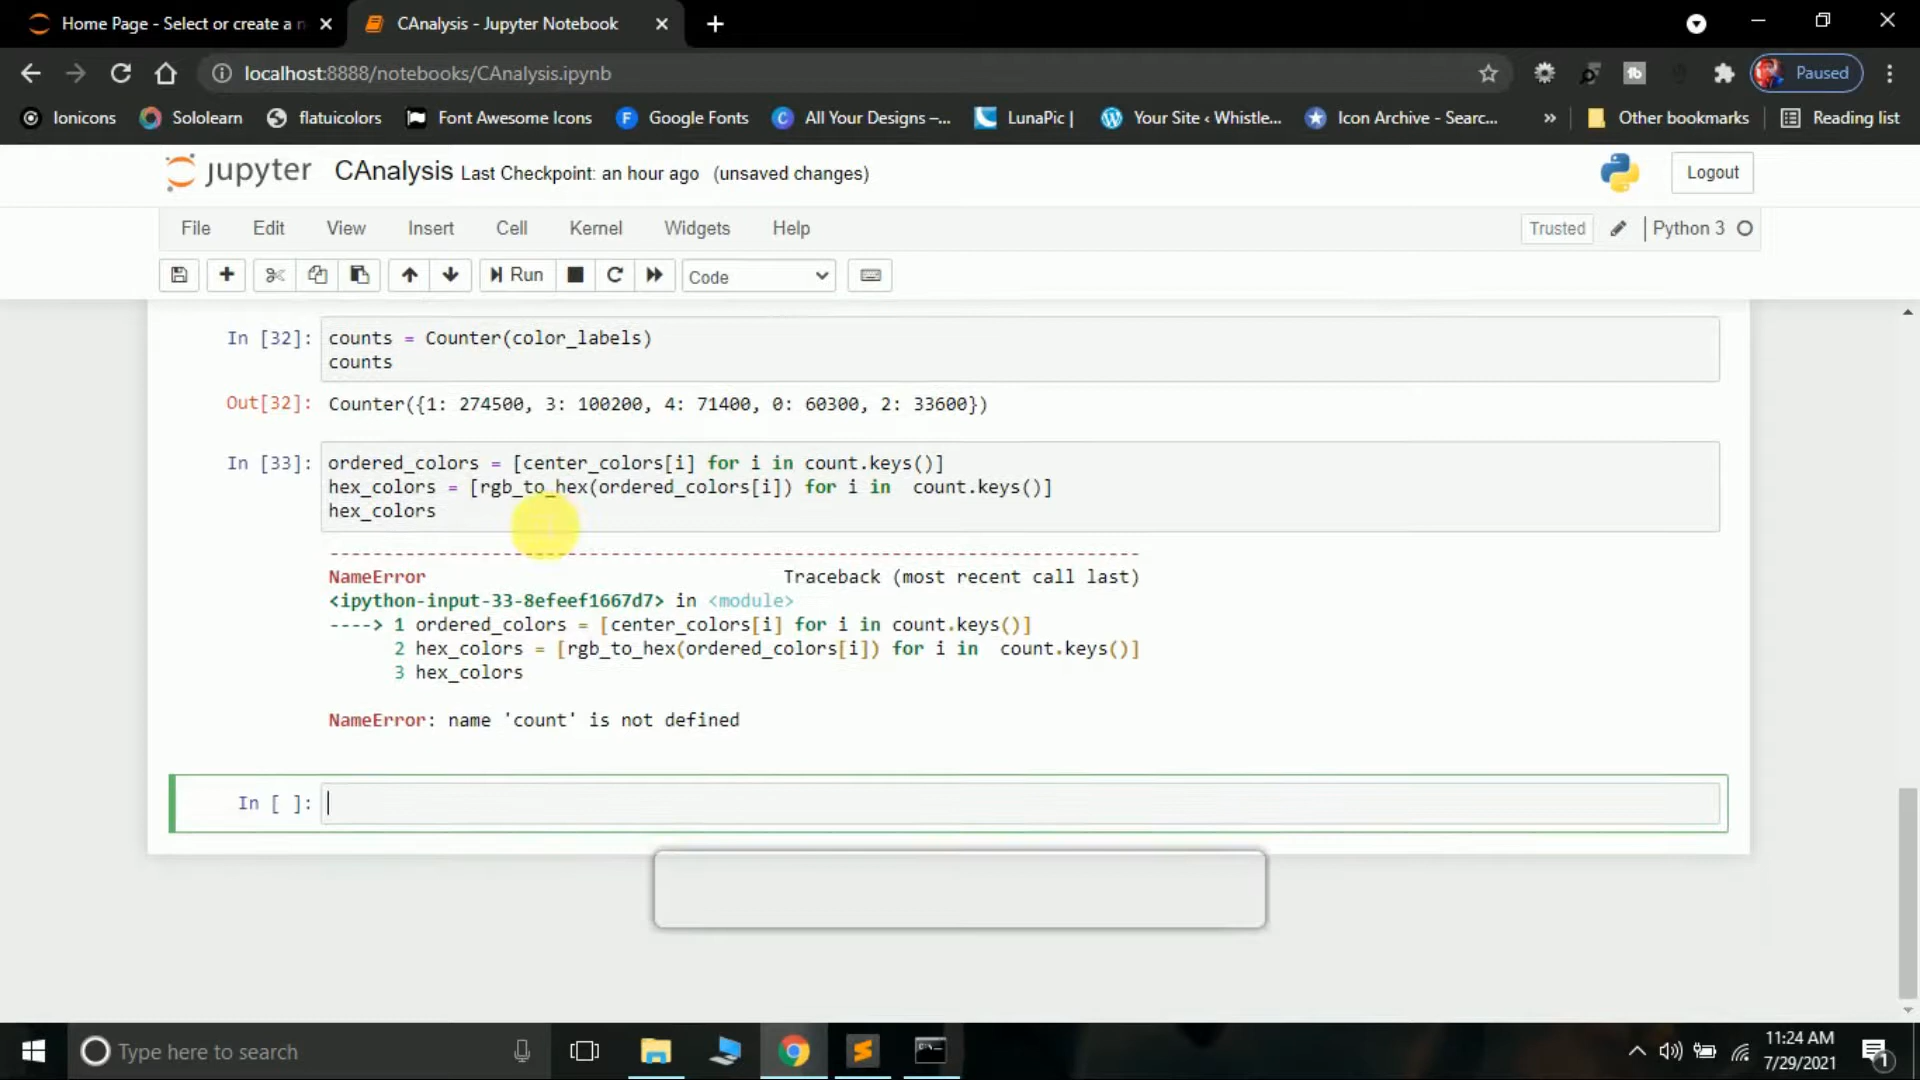 Home Page - Select or create a n
CAnalysis - Jupyter Notebook
localhost:8888/notebooks/CAnalysis.ipynb
Paused
Ionicons
Sololearn
flatuicolors
Font Awesome Icons
Google Fonts
All Your Designs –...
LunaPic |
Your Site ‹ Whistle...
Icon Archive - Searc...
»
Other bookmarks
Reading list
jupyter CAnalysis Last Checkpoint: an hour ago (unsaved changes)
Logout
File Edit View Insert Cell Kernel Widgets Help
Trusted
Python 3
Run
Code
In [32]: counts = Counter(color_labels)
counts
Out[32]: Counter({1: 274500, 3: 100200, 4: 71400, 0: 60300, 2: 33600})
In [33]: ordered_colors = [center_colors[i] for i in count.keys()]
hex_colors = [rgb_to_hex(ordered_colors[i]) for i in  count.keys()]
hex_colors
---------------------------------------------------------------------------
NameError                                 Traceback (most recent call last)
<ipython-input-33-8efeef1667d7> in <module>
----> 1 ordered_colors = [center_colors[i] for i in count.keys()]
2 hex_colors = [rgb_to_hex(ordered_colors[i]) for i in  count.keys()]
3 hex_colors
NameError: name 'count' is not defined
In [ ]:
Type here to search
11:24 AM
7/29/2021
1